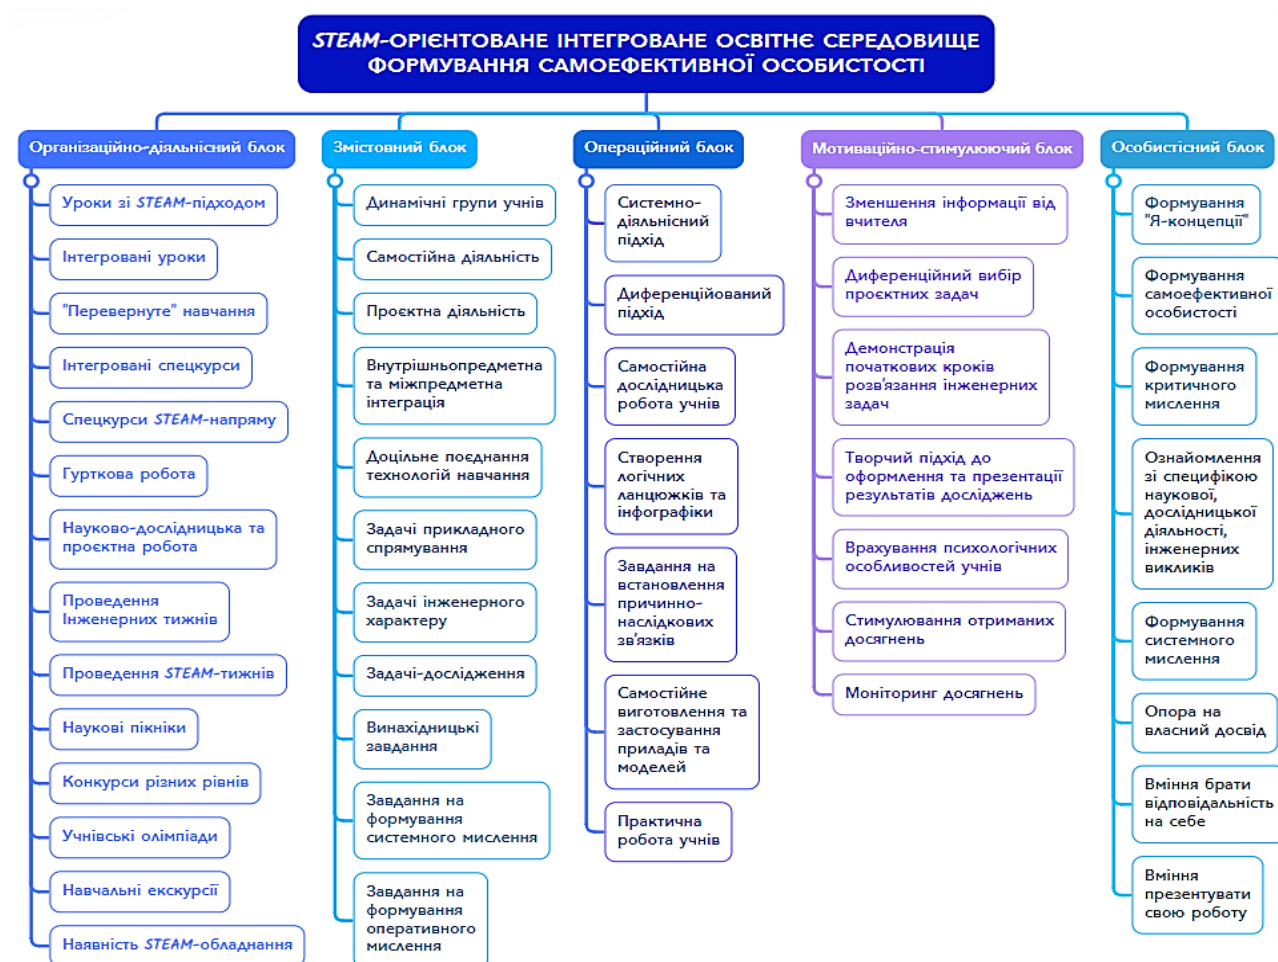 STEAM-ОРІЄНТОВАНЕ ІНТЕГРОВАНЕ ОСВІТНЄ СЕРЕДОВИЩЕ
ФОРМУВАННЯ САМОЕФЕКТИВНОЇ ОСОБИСТОСТІ
Організаційно-діяльнісний блок
Уроки зі STEAM-підходом
Інтегровані уроки
"Перевернуте" навчання
Інтегровані спецкурси
Спецкурси STEAM-напряму
Гурткова робота
Науково-дослідницька та
проєктна робота
Проведення
Інженерних тижнів
Проведення STEAM-тижнів
Наукові пікніки
Конкурси різних рівнів
Учнівські олімпіади
Навчальні екскурсії
Наявність STEAM-обладнання
Змістовний блок
Динамічні групи учнів
Самостійна діяльність
Проєктна діяльність
Внутрішньопредметна
та міжпредметна
інтеграція
Доцільне поєднання
технологій навчання
Задачі прикладного
спрямування
Задачі інженерного
характеру
Задачі-дослідження
Винахідницькі
завдання
Завдання на
формування
системного мислення
Завдання на
формування
оперативного
мислення
Операційний блок
Системно-
діяльнісний
підхід
Диференційований
підхід
Самостійна
дослідницька
робота учнів
Створення
логічних
ланцюжків та
інфографіки
Завдання на
встановлення
причинно-
наслідкових
зв'язків
Самостійне
виготовлення та
застосування
приладів та
моделей
Практична
робота учнів
Мотиваційно-стимулюючий блок
Зменшення інформації від
вчителя
Диференційний вибір
проєктних задач
Демонстрація
початкових кроків
розв'язання інженерних
задач
Творчий підхід до
оформлення та презентації
результатів досліджень
Врахування психологічних
особливостей учнів
Стимулювання отриманих
досягнень
Моніторинг досягнень
Особистісний блок
Формування
"Я-концепції"
Формування
самоефективної
особистості
Формування
критичного
мислення
Ознайомлення
зі специфікою
наукової,
дослідницької
діяльності,
інженерних
викликів
Формування
системного
мислення
Опора на
власний досвід
Вміння брати
відповідальність
на себе
Вміння
презентувати
свою роботу